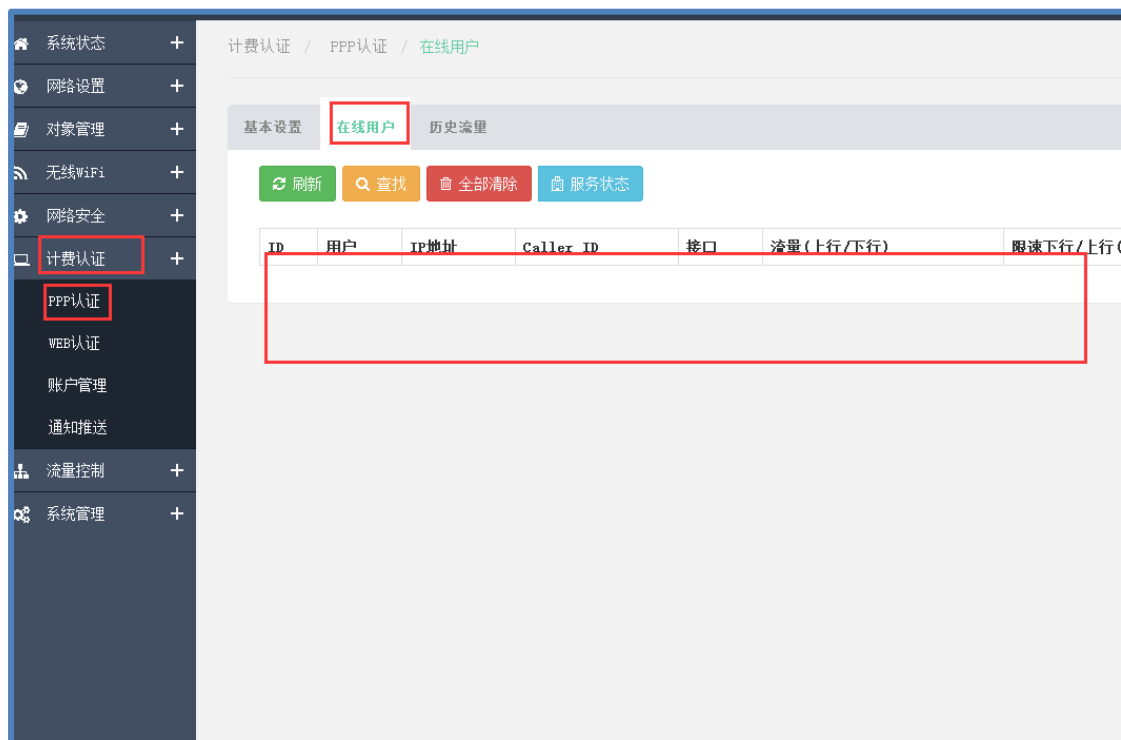 系统状态
网络设置
对象管理
无线WiFi
网络安全
计费认证
PPP认证
WEB认证
账户管理
通知推送
流量控制
系统管理
计费认证 / PPP认证 / 在线用户
基本设置 在线用户 历史流量
刷新 查找 全部清除 服务状态
ID 用户 IP地址 Caller ID 接口 流量(上行/下行) 限速下行/上行(